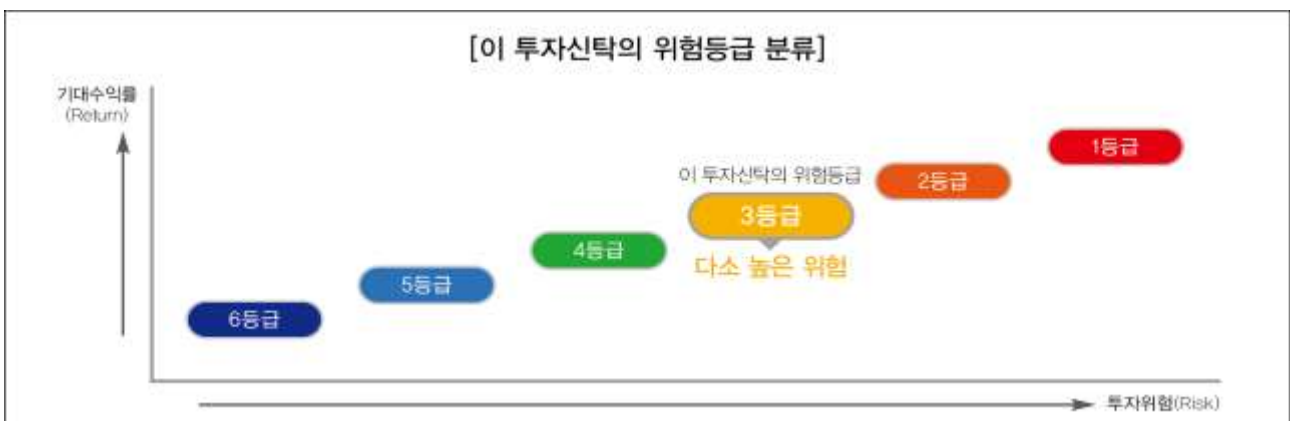 [이 투자신탁의 위험등급 분류]
기대수익률
(Return)
1등급
이 투자신탁의 위험등급
2등급
3등급
4등급
다소 높은 위험
5등급
6등급
투자위험(Risk)